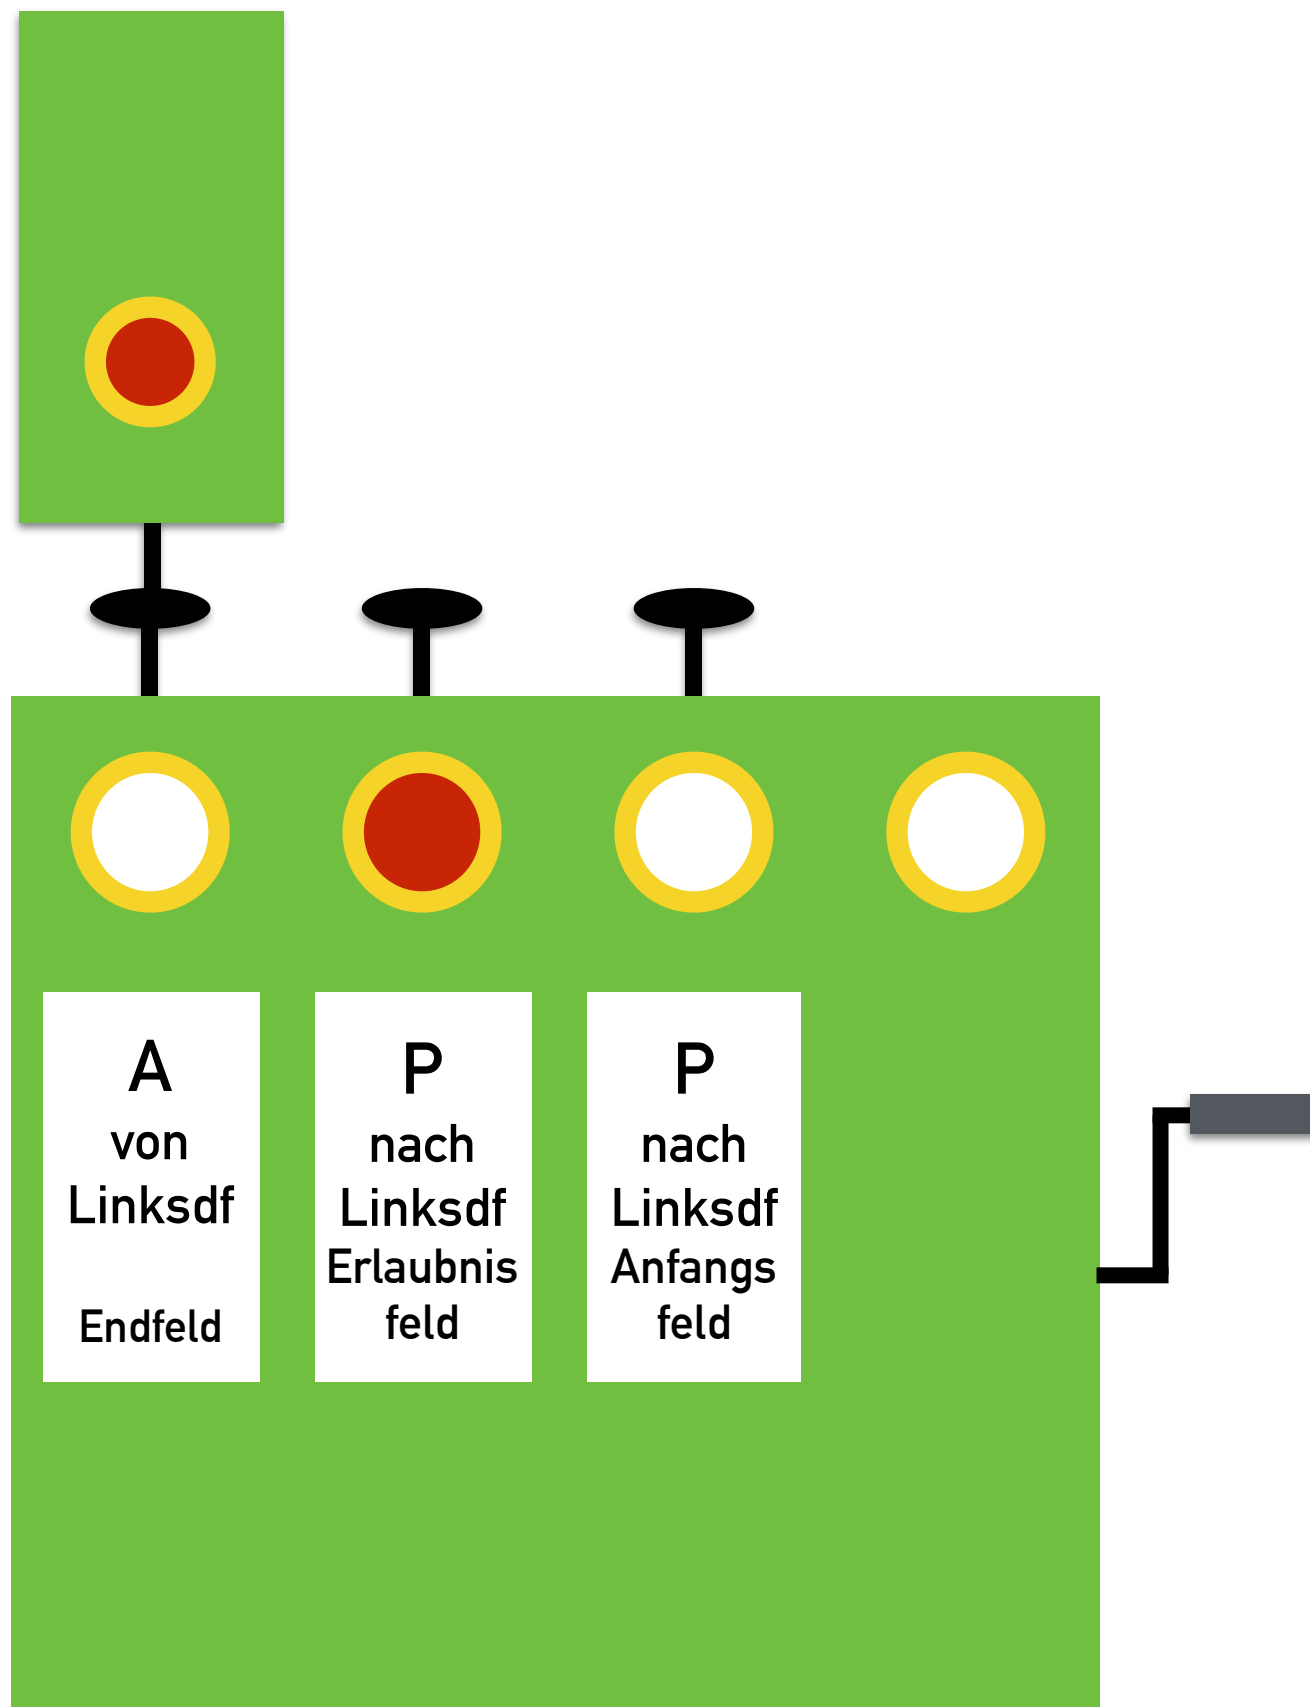 A
von
Linksdf
Endfeld
P
nach
Linksdf
Erlaubnis
feld
P
nach
Linksdf
Anfangs
feld